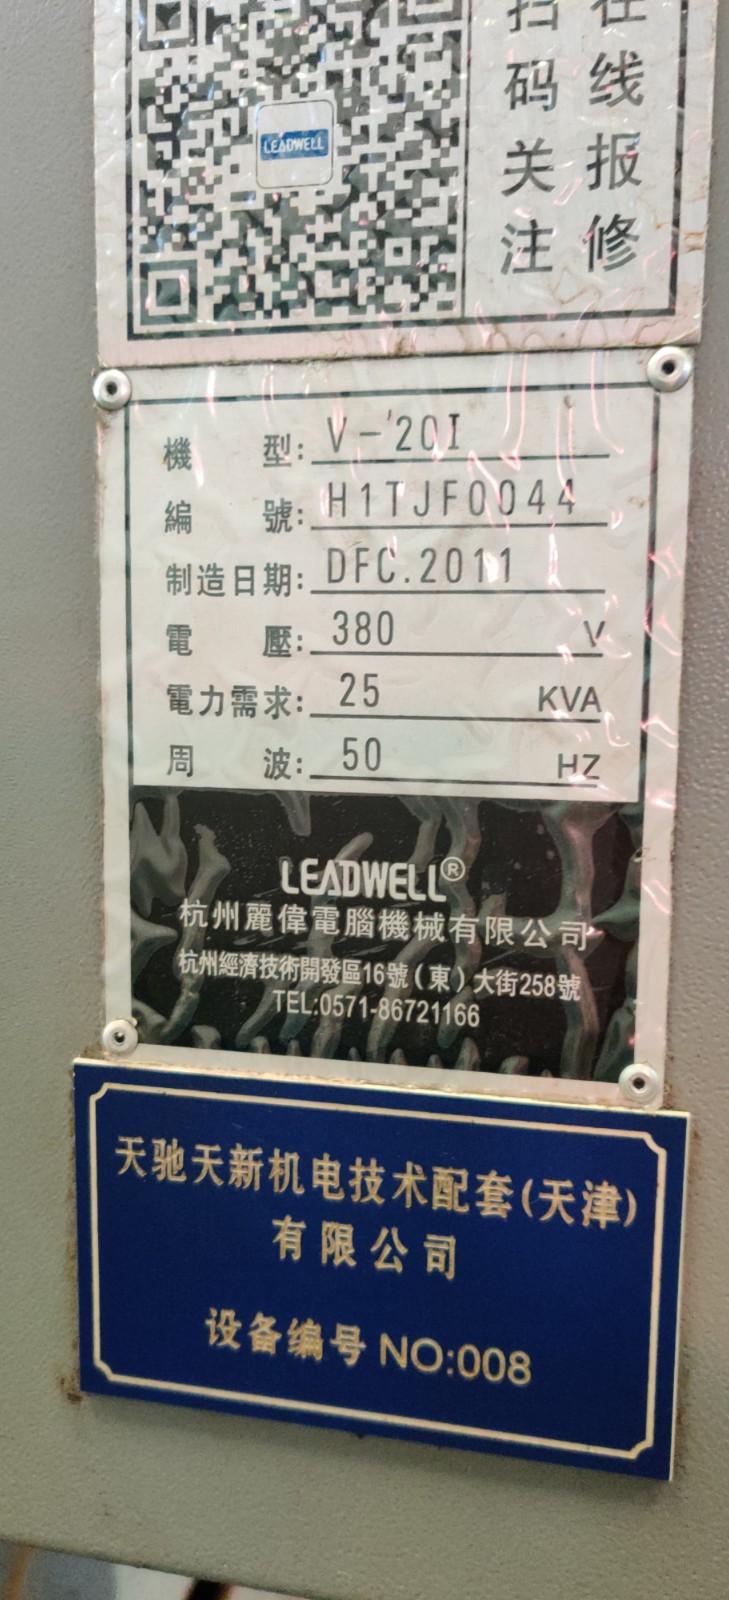 LEADWELL
扫码关注
在线报修
機型: V-20I
編號: H1TJF0044
制造日期: DFC.2011
電壓: 380 V
電力需求: 25 KVA
周波: 50 HZ
LEADWELL®
杭州麗偉電腦機械有限公司
杭州經濟技術開發區16號(東)大街258號
TEL:0571-86721166
天驰天新机电技术配套(天津)
有限公司
设备编号 NO:008